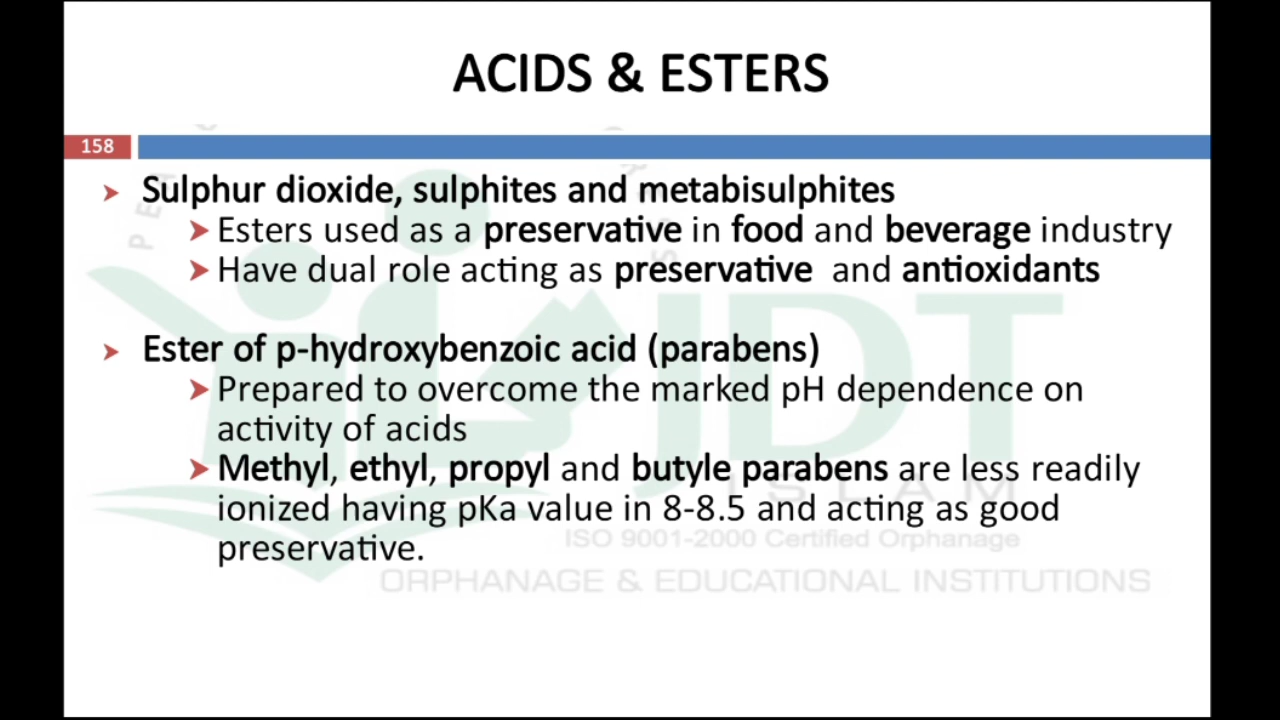 ACIDS & ESTERS
158
Sulphur dioxide, sulphites and metabisulphites
Esters used as a preservative in food and beverage industry
Have dual role acting as preservative and antioxidants
Ester of p-hydroxybenzoic acid (parabens)
Prepared to overcome the marked pH dependence on
activity of acids
Methyl, ethyl, propyl and butyle parabens are less readily
ionized having pKa value in 8-8.5 and acting as good
preservative.
IDT
ISLAM
ISO 9001-2000 Certified Orphanage
ORPHANAGE & EDUCATIONAL INSTITUTIONS